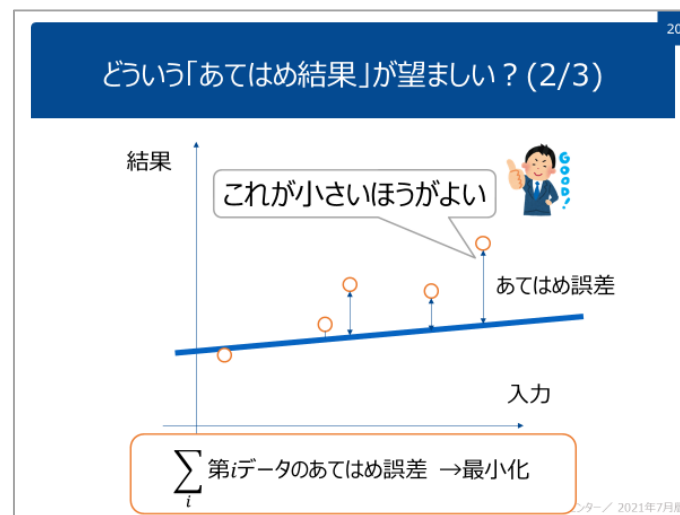 20
どういう「あてはめ結果」が望ましい？(2/3)
結果
これが小さいほうがよい
GOOD!
あてはめ誤差
入力
∑ i 第iデータのあてはめ誤差 →最小化
ンター／ 2021年7月